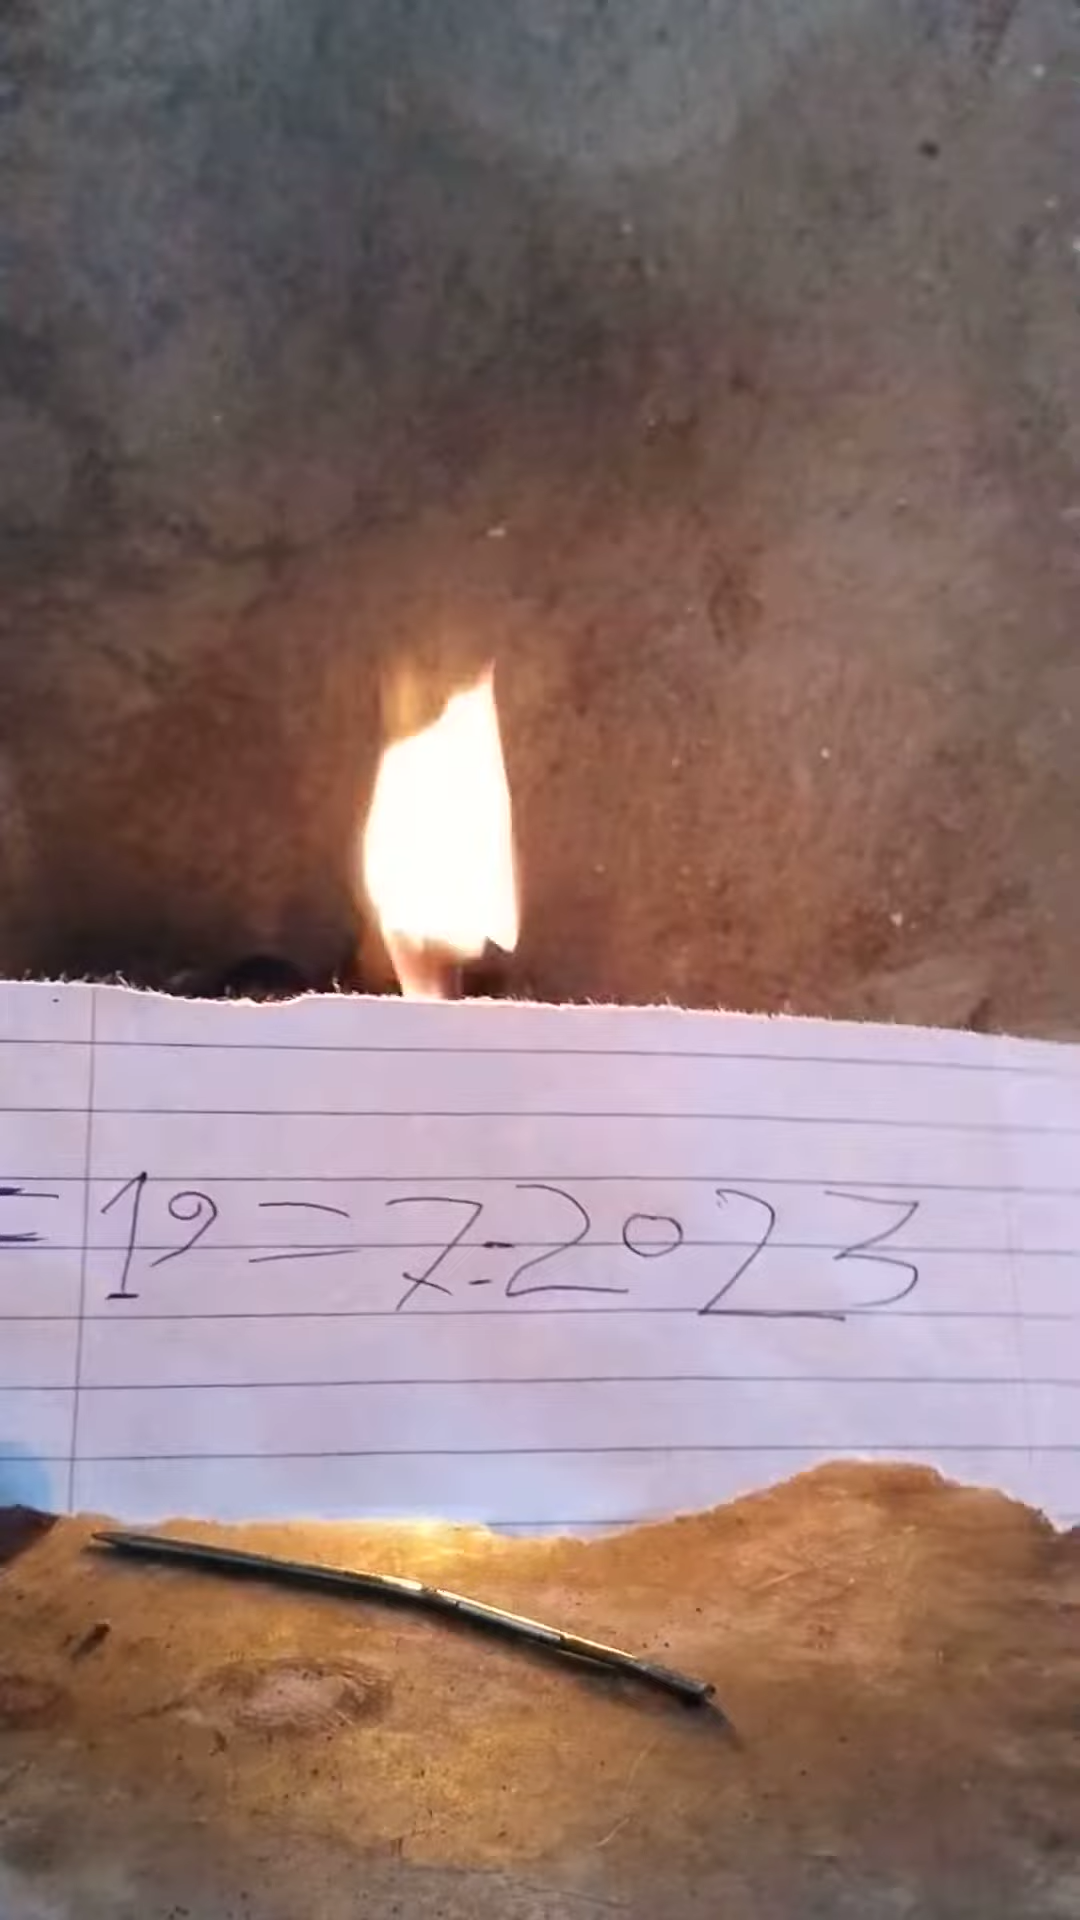 = 19 = 7=2023